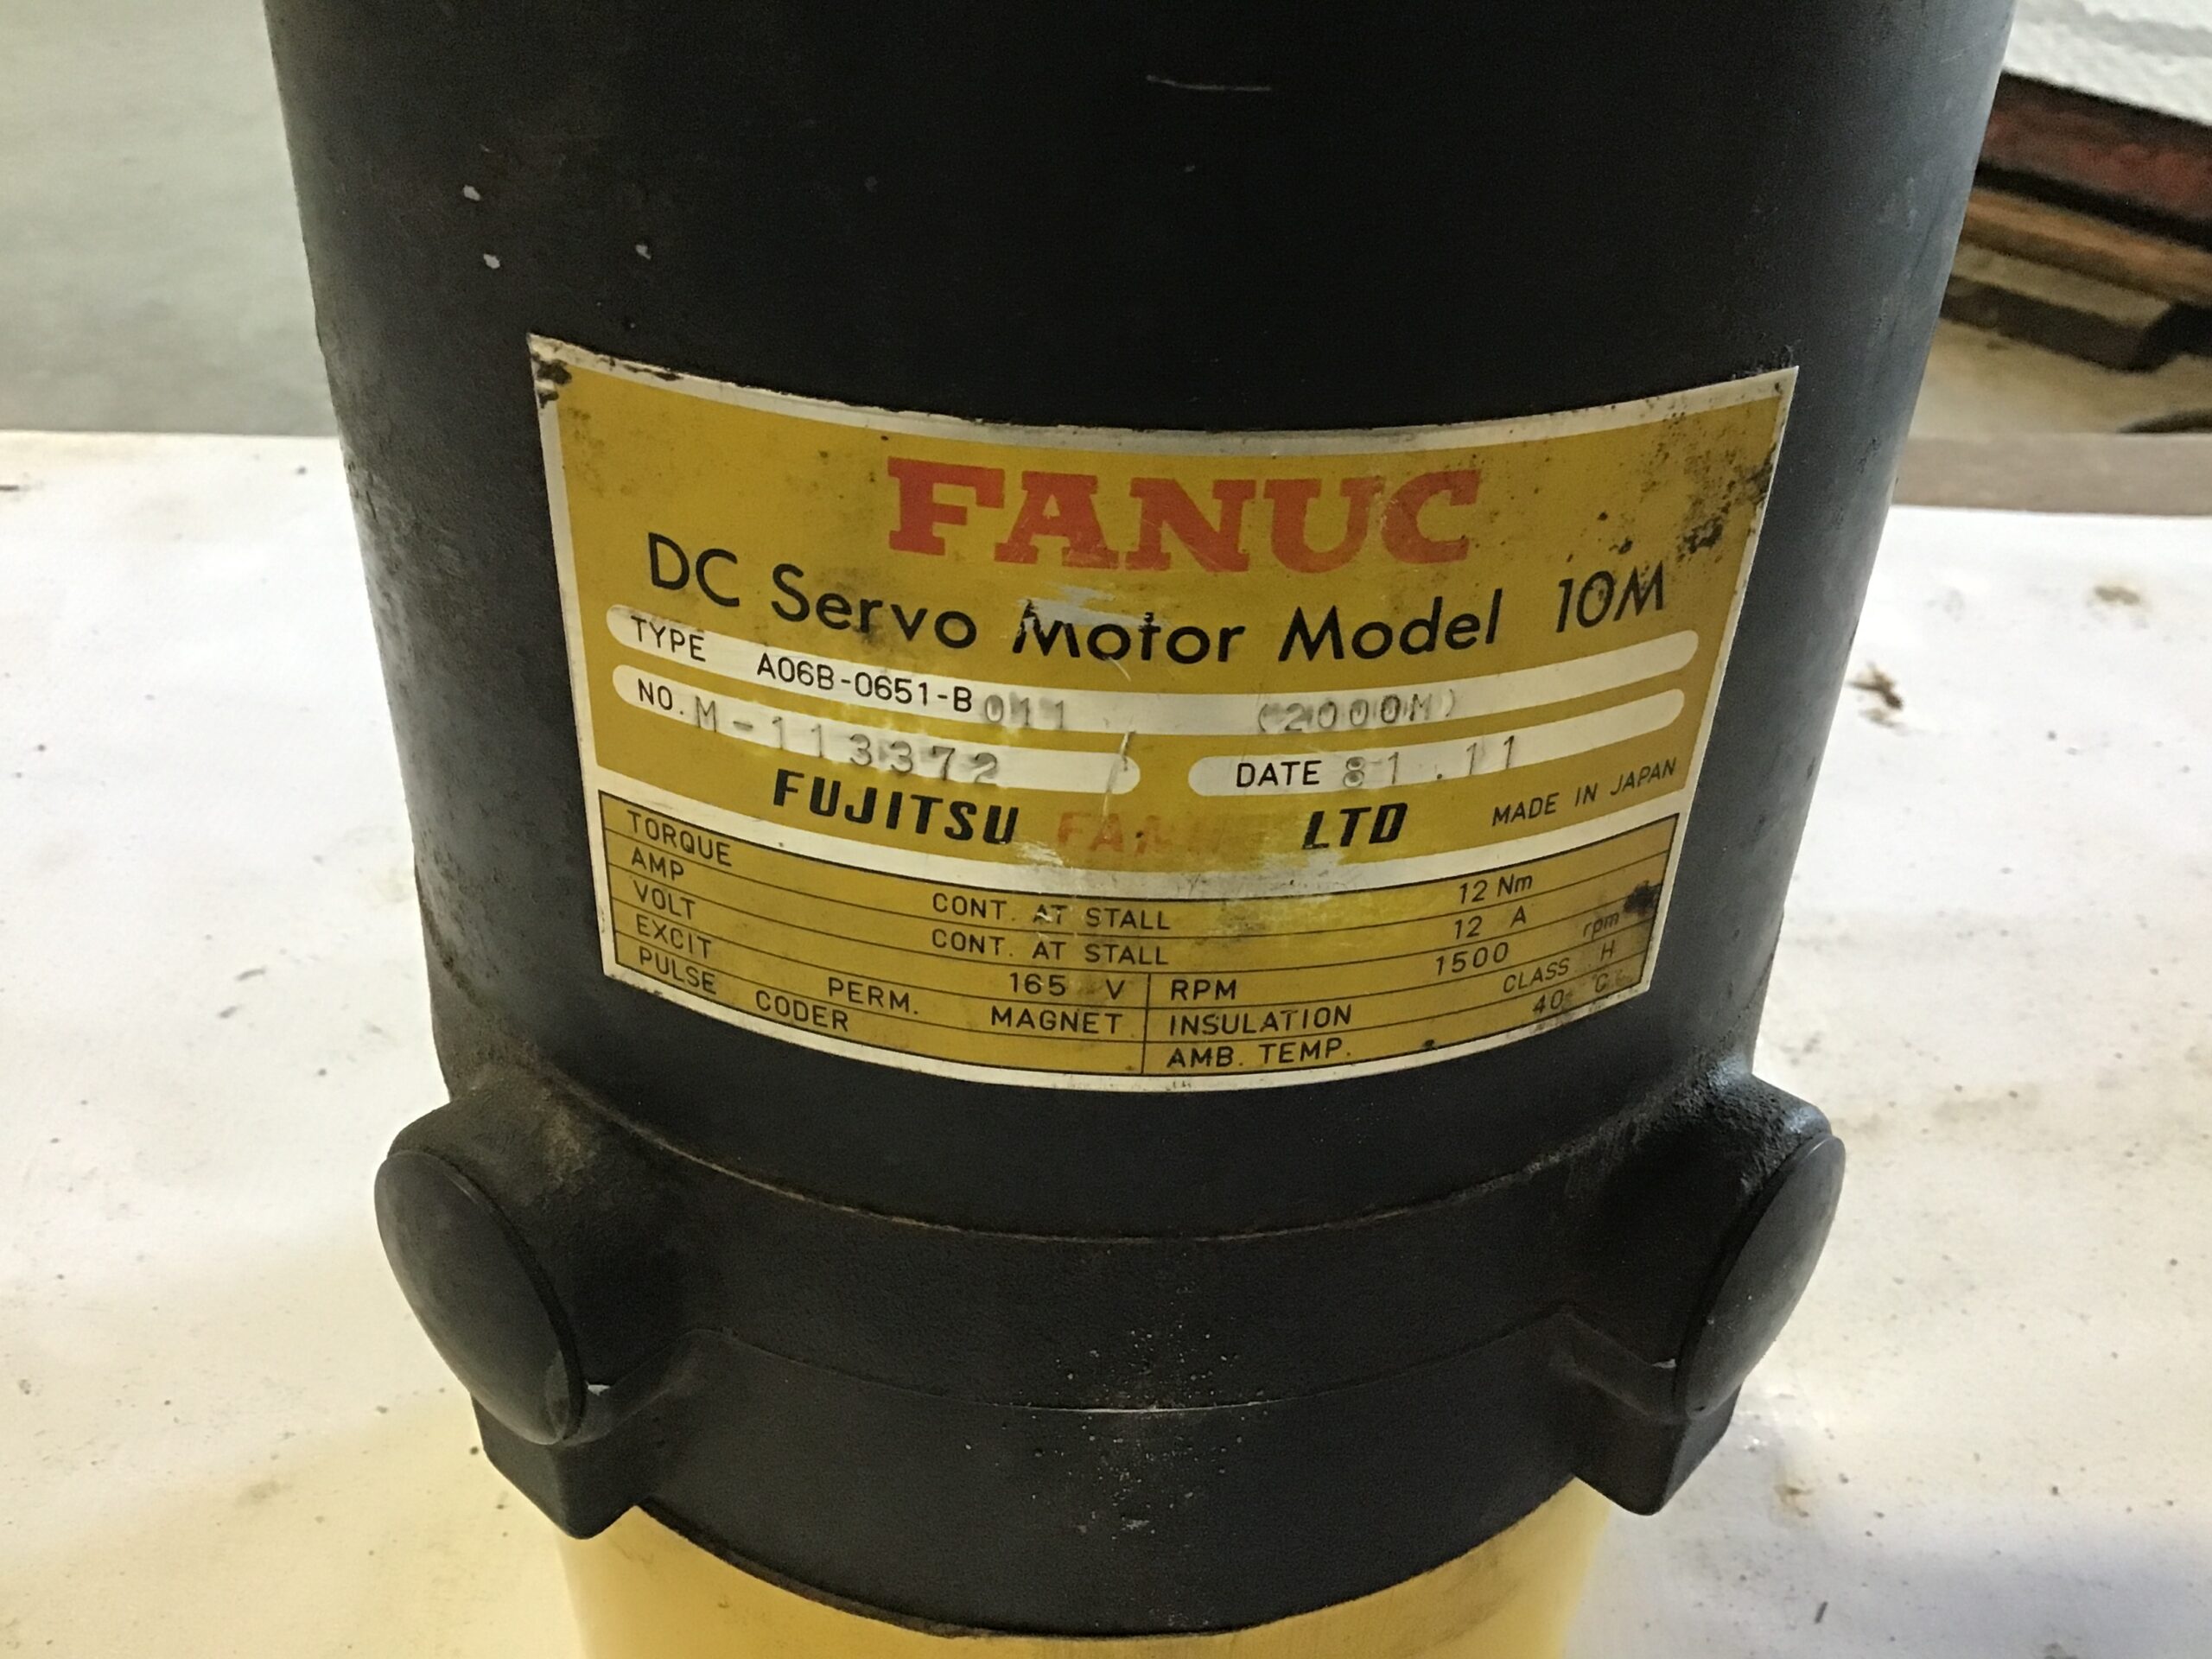 FANUC
DC Servo Motor Model 10M
TYPE A06B-0651-B011 (2000M)
NO. M-113372 DATE 81.11
FUJITSU FANUC LTD MADE IN JAPAN
TORQUE CONT. AT STALL 12 Nm
AMP CONT. AT STALL 12 A
VOLT 165 V RPM 1500 rpm
EXCIT PERM. MAGNET INSULATION CLASS H
PULSE CODER AMB. TEMP. 40 °C